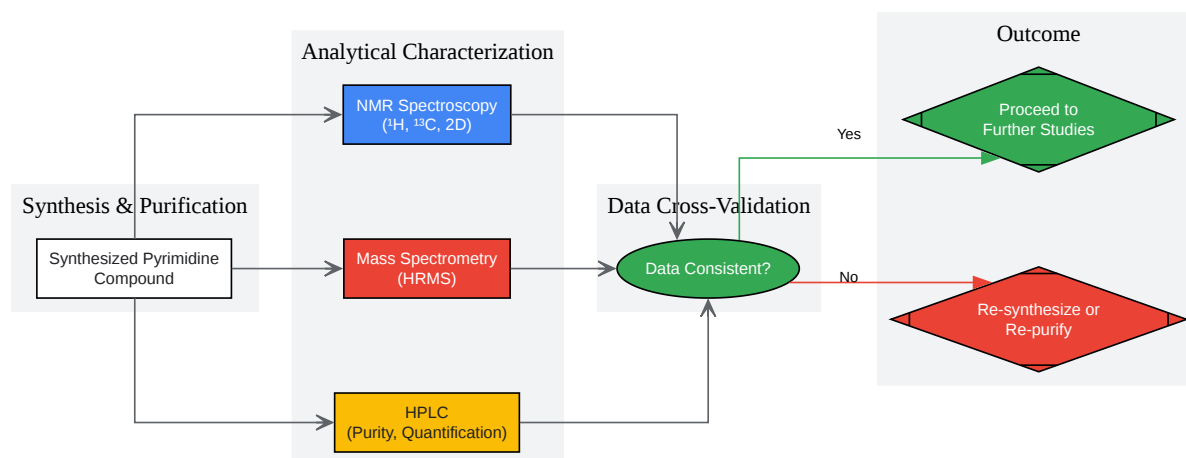 Synthesis & Purification
Synthesized Pyrimidine
Compound
Analytical Characterization
NMR Spectroscopy
(¹H, ¹³C, 2D)
Mass Spectrometry
(HRMS)
HPLC
(Purity, Quantification)
Data Cross-Validation
Data Consistent?
Yes
No
Outcome
Proceed to
Further Studies
Re-synthesize or
Re-purify